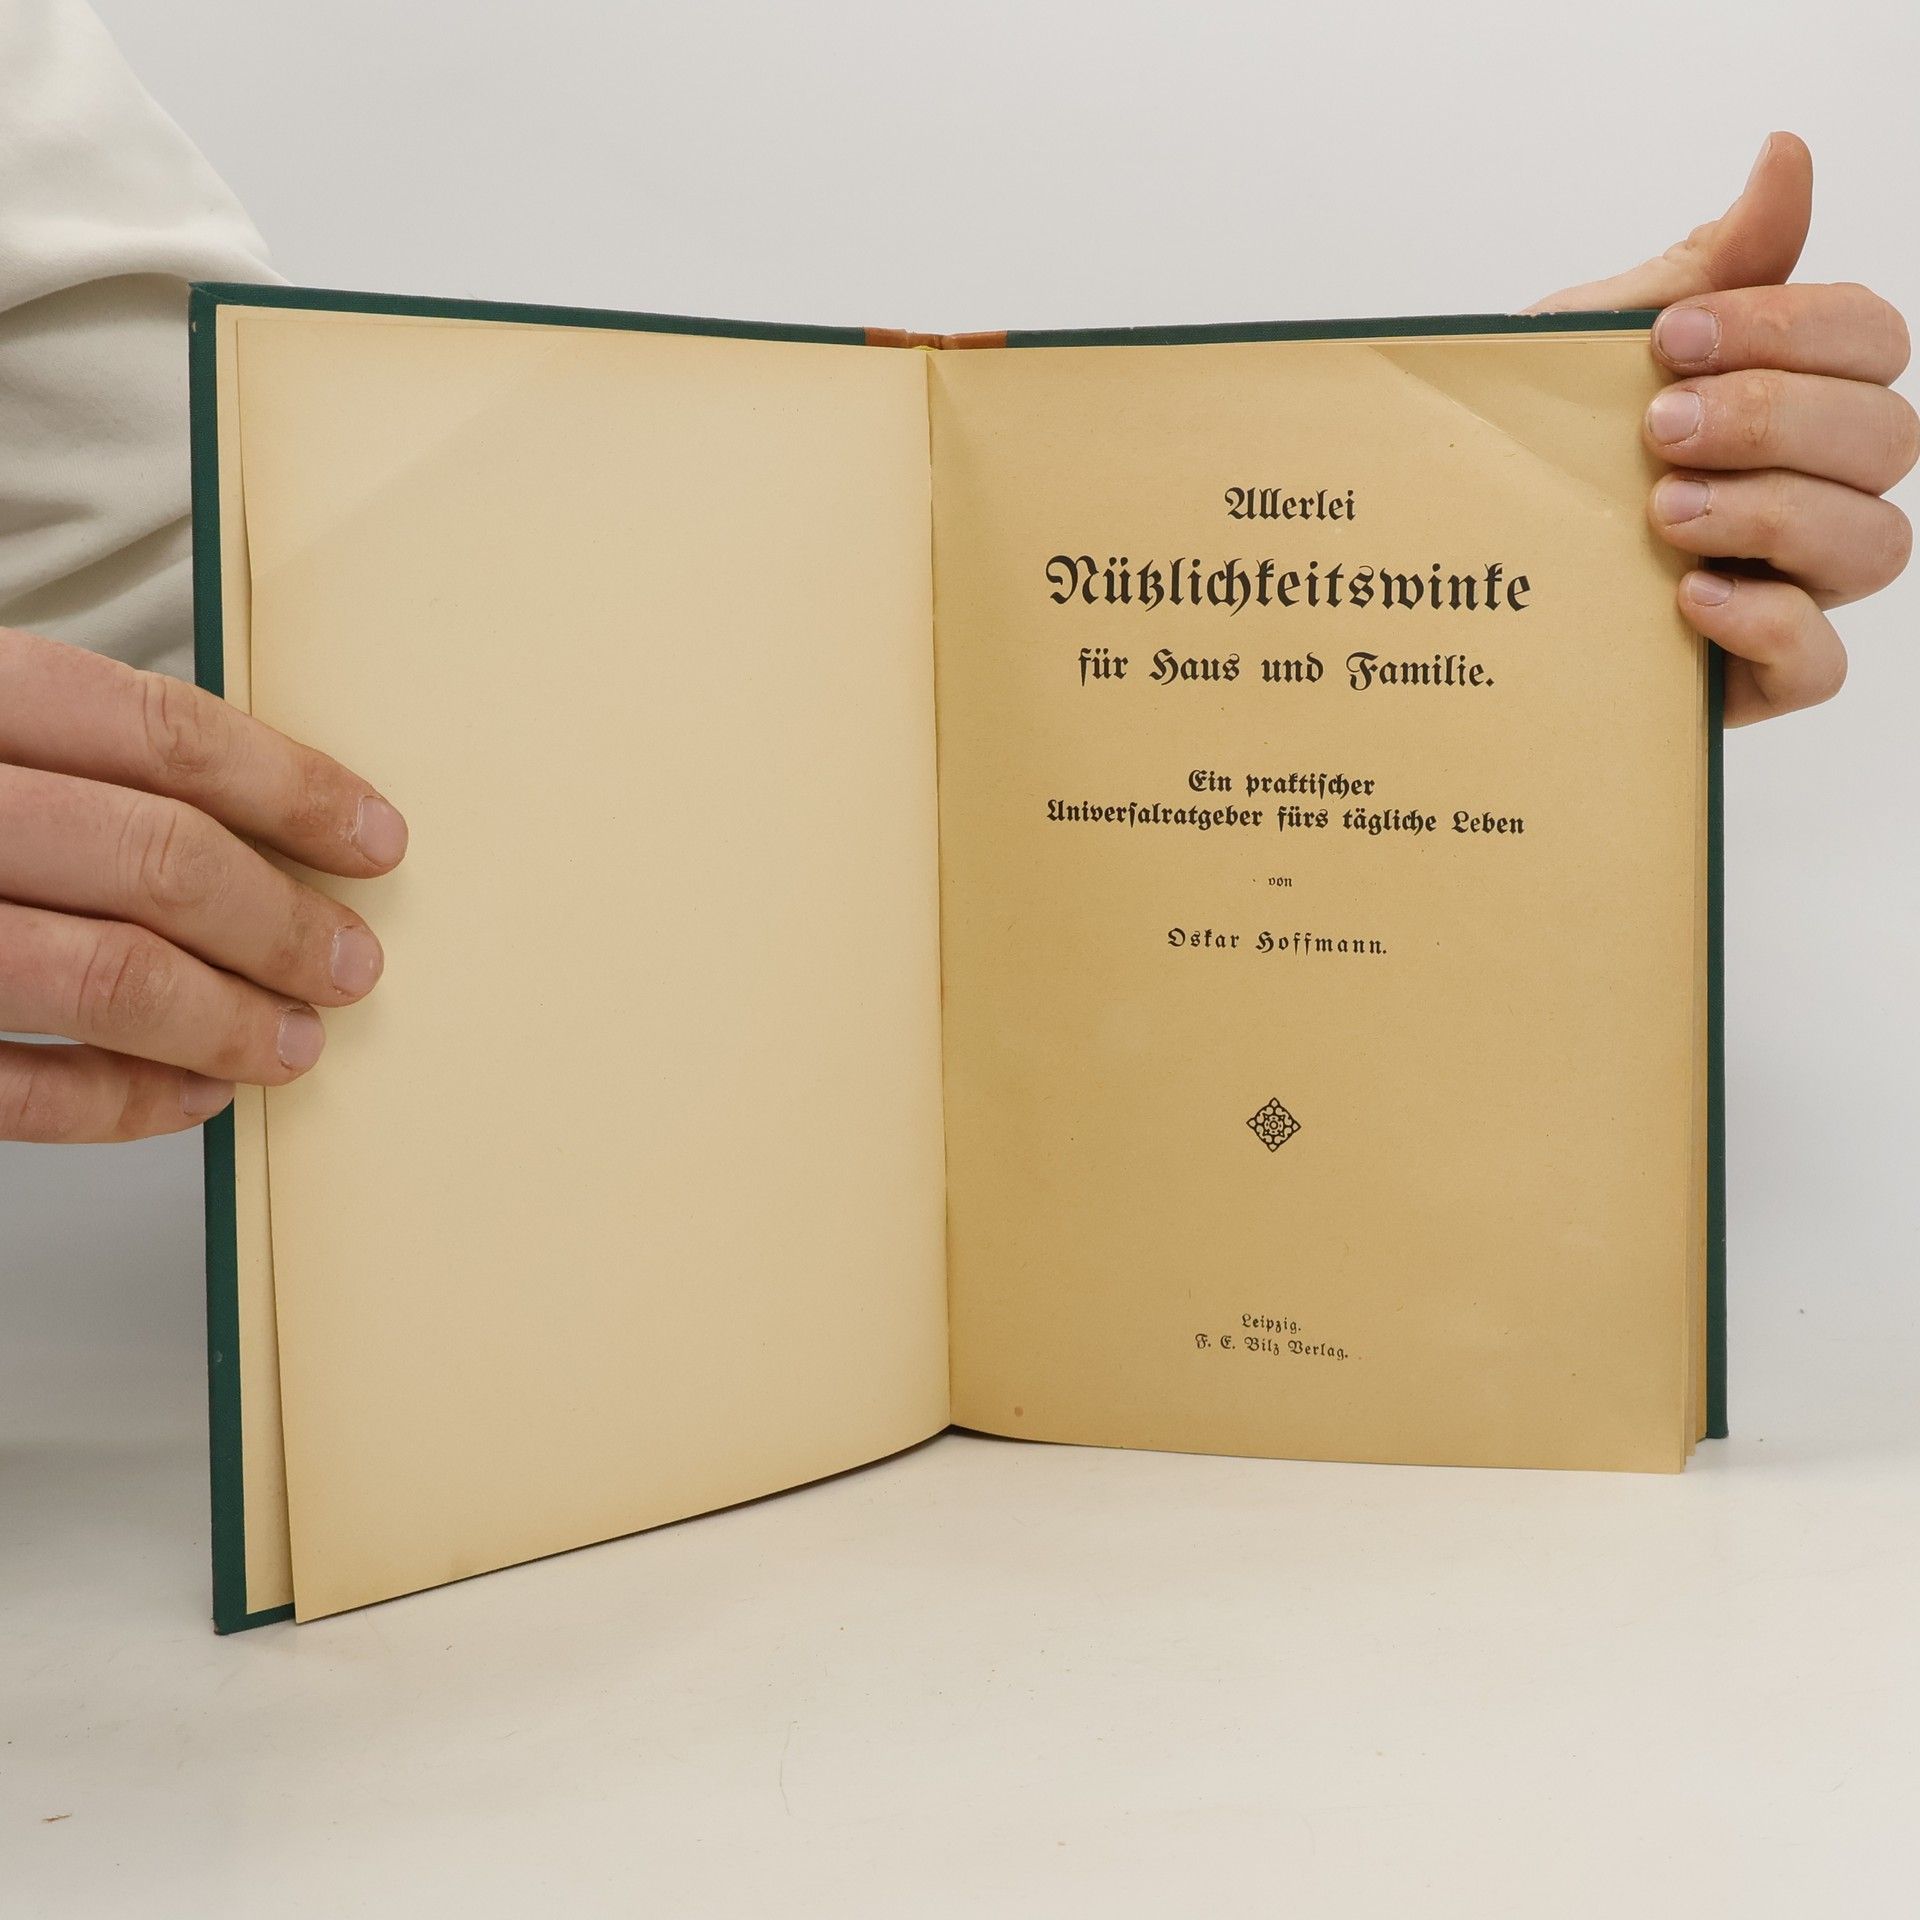 Allerlei
Nützlichkeitswinke
für Haus und Familie.
Ein praktiſcher
Univerſalratgeber fürs tägliche Leben
von
Oskar Hoffmann.
Leipzig.
F. E. Bilz Verlag.